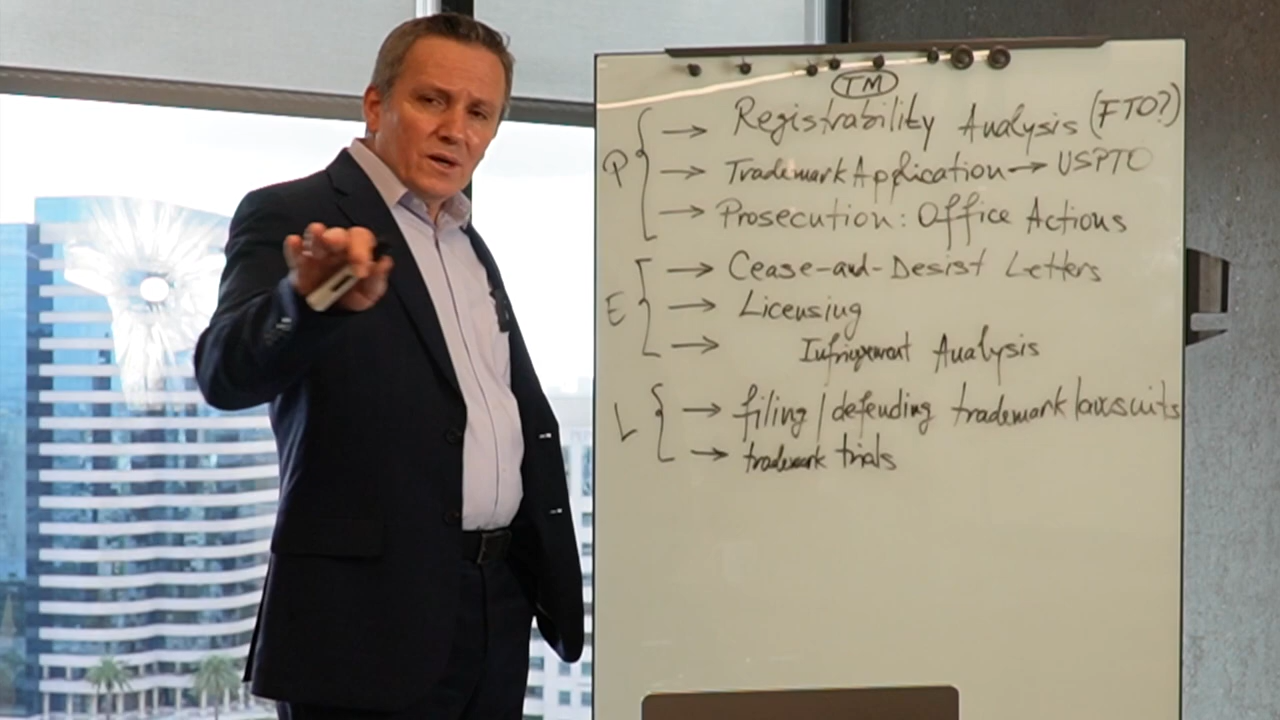 TM
P → Registrability Analysis (FTO?)
→ Trademark Application → USPTO
→ Prosecution: Office Actions
E → Cease-and-Desist Letters
→ Licensing
→ Infringement Analysis
L → filing/defending trademark lawsuits
→ trademark trials